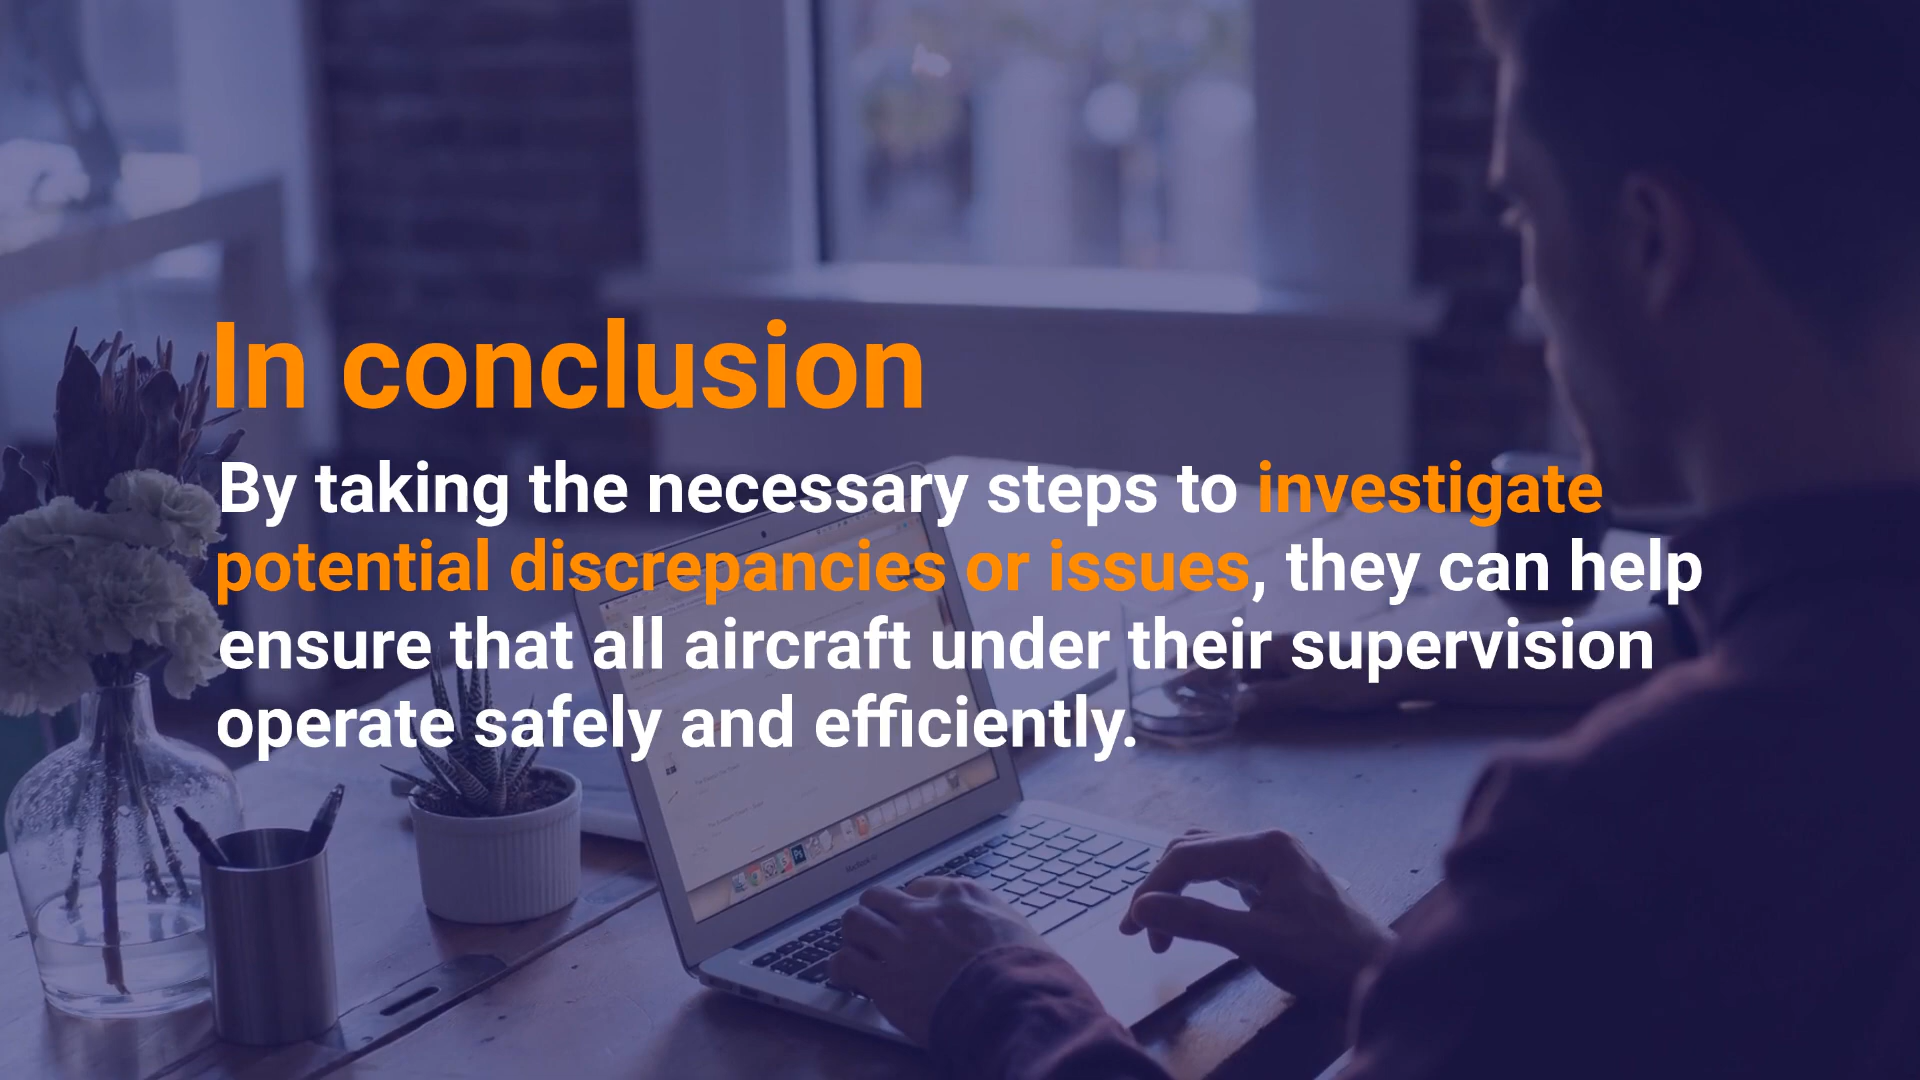 In conclusion
By taking the necessary steps to investigate
potential discrepancies or issues, they can help
ensure that all aircraft under their supervision
operate safely and efficiently.